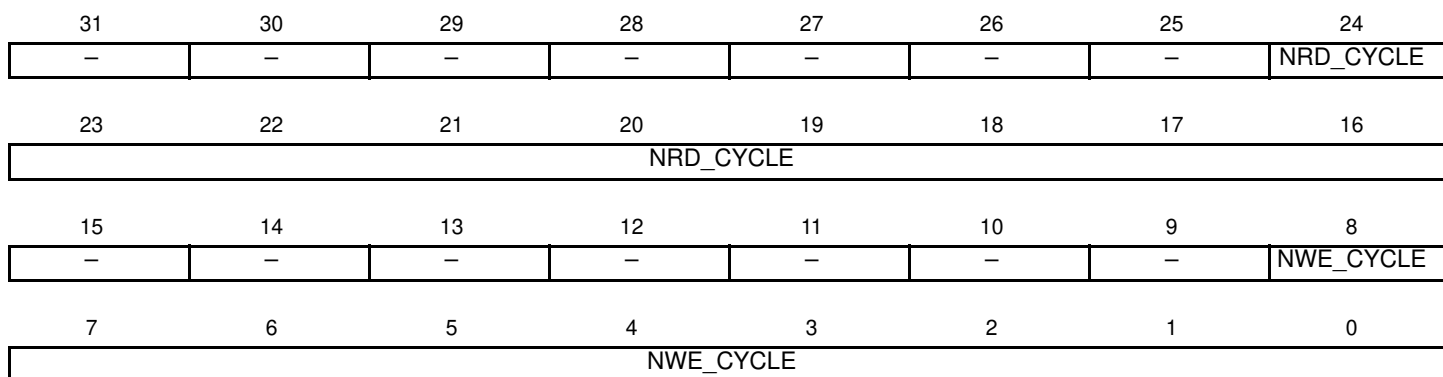 31 30 29 28 27 26 25 24
– – – – – – – NRD_CYCLE
23 22 21 20 19 18 17 16
NRD_CYCLE
15 14 13 12 11 10 9 8
– – – – – – – NWE_CYCLE
7 6 5 4 3 2 1 0
NWE_CYCLE